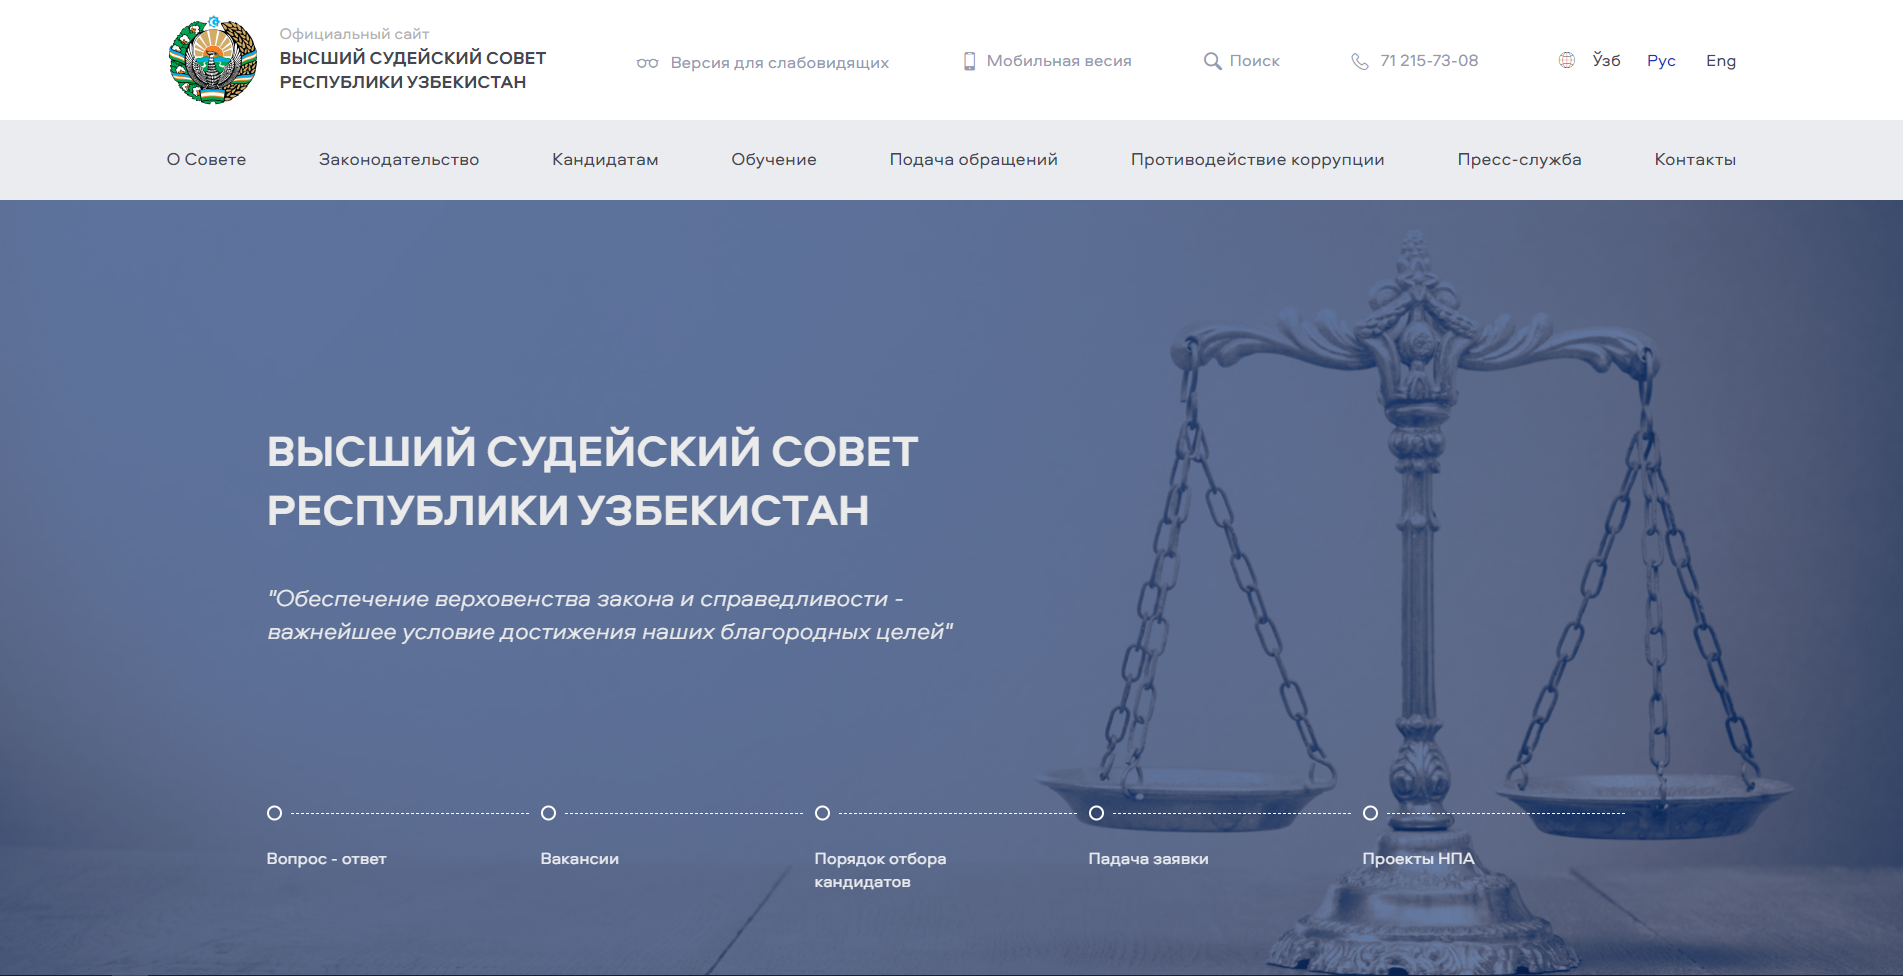 Официальный сайт
ВЫСШИЙ СУДЕЙСКИЙ СОВЕТ
РЕСПУБЛИКИ УЗБЕКИСТАН
Версия для слабовидящих
Мобильная весия
Поиск
71 215-73-08
Ўзб Рус Eng
О Совете Законодательство Кандидатам Обучение Подача обращений Противодействие коррупции Пресс-служба Контакты
ВЫСШИЙ СУДЕЙСКИЙ СОВЕТ
РЕСПУБЛИКИ УЗБЕКИСТАН
"Обеспечение верховенства закона и справедливости -
важнейшее условие достижения наших благородных целей"
Вопрос - ответ
Вакансии
Порядок отбора
кандидатов
Падача заявки
Проекты НПА